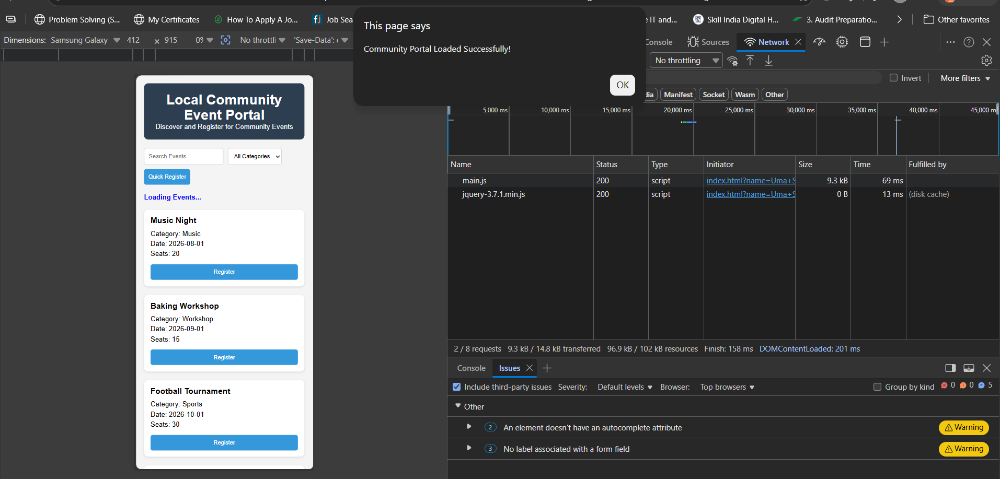 Problem Solving (S...
My Certificates
How To Apply A Jo...
Job Sea
e IT and...
Skill India Digital H...
3. Audit Preparatio...
Other favorites
This page says
Community Portal Loaded Successfully!
OK
Dimensions: Samsung Galaxy 412 × 915 0% No throttli 'Save-Data': c
Console Sources Network
No throttling
Invert More filters
dia Manifest Socket Wasm Other
5,000 ms 10,000 ms 15,000 ms 20,000 ms 25,000 ms 30,000 ms 35,000 ms 40,000 ms 45,000 m
Local Community
Event Portal
Discover and Register for Community Events
Search Events All Categories
Quick Register
Loading Events...
Music Night
Category: Music
Date: 2026-08-01
Seats: 20
Register
Baking Workshop
Category: Workshop
Date: 2026-09-01
Seats: 15
Register
Football Tournament
Category: Sports
Date: 2026-10-01
Seats: 30
Register
Name Status Type Initiator Size Time Fulfilled by
main.js 200 script index.html?name=Uma+S 9.3 kB 69 ms
jquery-3.7.1.min.js 200 script index.html?name=Uma+S 0 B 13 ms (disk cache)
2 / 8 requests 9.3 kB / 14.8 kB transferred 96.9 kB / 102 kB resources Finish: 158 ms DOMContentLoaded: 201 ms
Console Issues
Include third-party issues Severity: Default levels Browser: Top browsers Group by kind 0 0 5
Other
2 An element doesn't have an autocomplete attribute Warning
3 No label associated with a form field Warning